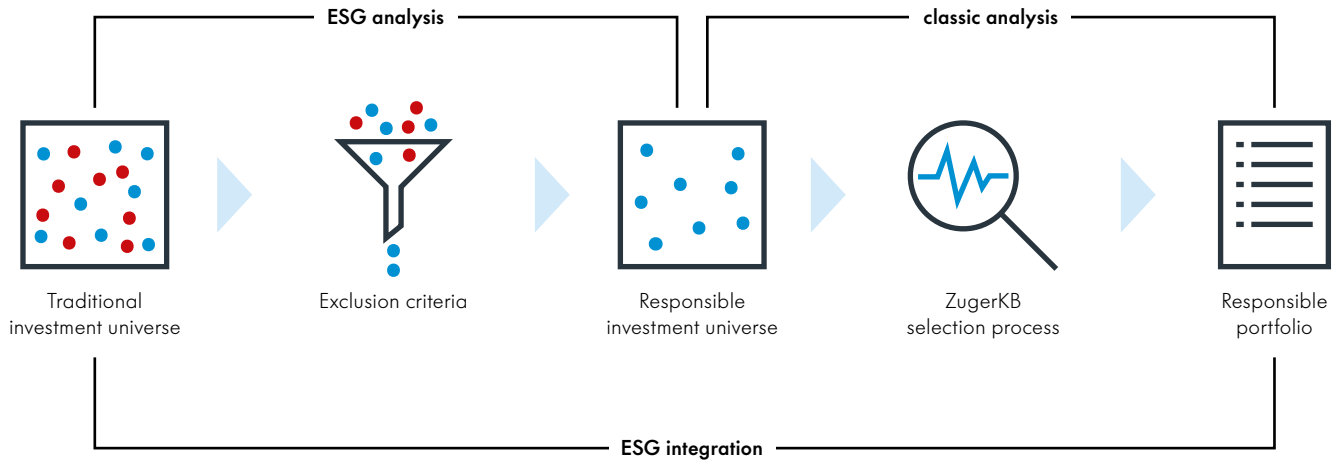 ESG analysis
classic analysis
Traditional
investment universe
Exclusion criteria
Responsible
investment universe
ZugerKB
selection process
Responsible
portfolio
ESG integration